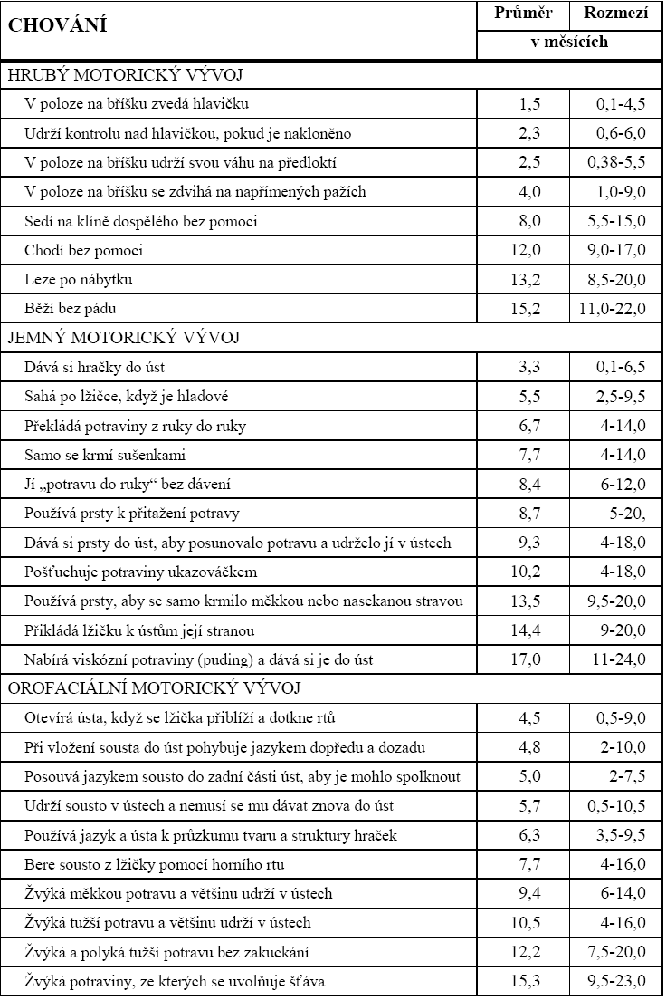 CHOVÁNÍ Průměr Rozmezí
v měsících
HRUBÝ MOTORICKÝ VÝVOJ
V poloze na bříšku zvedá hlavičku 1,5 0,1-4,5
Udrží kontrolu nad hlavičkou, pokud je nakloněno 2,3 0,6-6,0
V poloze na bříšku udrží svou váhu na předloktí 2,5 0,38-5,5
V poloze na bříšku se zdvihá na napřímených pažích 4,0 1,0-9,0
Sedí na klíně dospělého bez pomoci 8,0 5,5-15,0
Chodí bez pomoci 12,0 9,0-17,0
Leze po nábytku 13,2 8,5-20,0
Běží bez pádu 15,2 11,0-22,0
JEMNÝ MOTORICKÝ VÝVOJ
Dává si hračky do úst 3,3 0,1-6,5
Sahá po lžičce, když je hladové 5,5 2,5-9,5
Překládá potraviny z ruky do ruky 6,7 4-14,0
Samo se krmí sušenkami 7,7 4-14,0
Jí „potravu do ruky“ bez dávení 8,4 6-12,0
Používá prsty k přitažení potravy 8,7 5-20,
Dává si prsty do úst, aby posunovalo potravu a udrželo jí v ústech 9,3 4-18,0
Pošťuchuje potraviny ukazováčkem 10,2 4-18,0
Používá prsty, aby se samo krmilo měkkou nebo nasekanou stravou 13,5 9,5-20,0
Přikládá lžičku k ústům její stranou 14,4 9-20,0
Nabírá viskózní potraviny (puding) a dává si je do úst 17,0 11-24,0
OROFACIÁLNÍ MOTORICKÝ VÝVOJ
Otevírá ústa, když se lžička přiblíží a dotkne rtů 4,5 0,5-9,0
Při vložení sousta do úst pohybuje jazykem dopředu a dozadu 4,8 2-10,0
Posouvá jazykem sousto do zadní části úst, aby je mohlo spolknout 5,0 2-7,5
Udrží sousto v ústech a nemusí se mu dávat znova do úst 5,7 0,5-10,5
Používá jazyk a ústa k průzkumu tvaru a struktury hraček 6,3 3,5-9,5
Bere sousto z lžičky pomocí horního rtu 7,7 4-16,0
Žvýká měkkou potravu a většinu udrží v ústech 9,4 6-14,0
Žvýká tužší potravu a většinu udrží v ústech 10,5 4-16,0
Žvýká a polyká tužší potravu bez zakuckání 12,2 7,5-20,0
Žvýká potraviny, ze kterých se uvolňuje šťáva 15,3 9,5-23,0